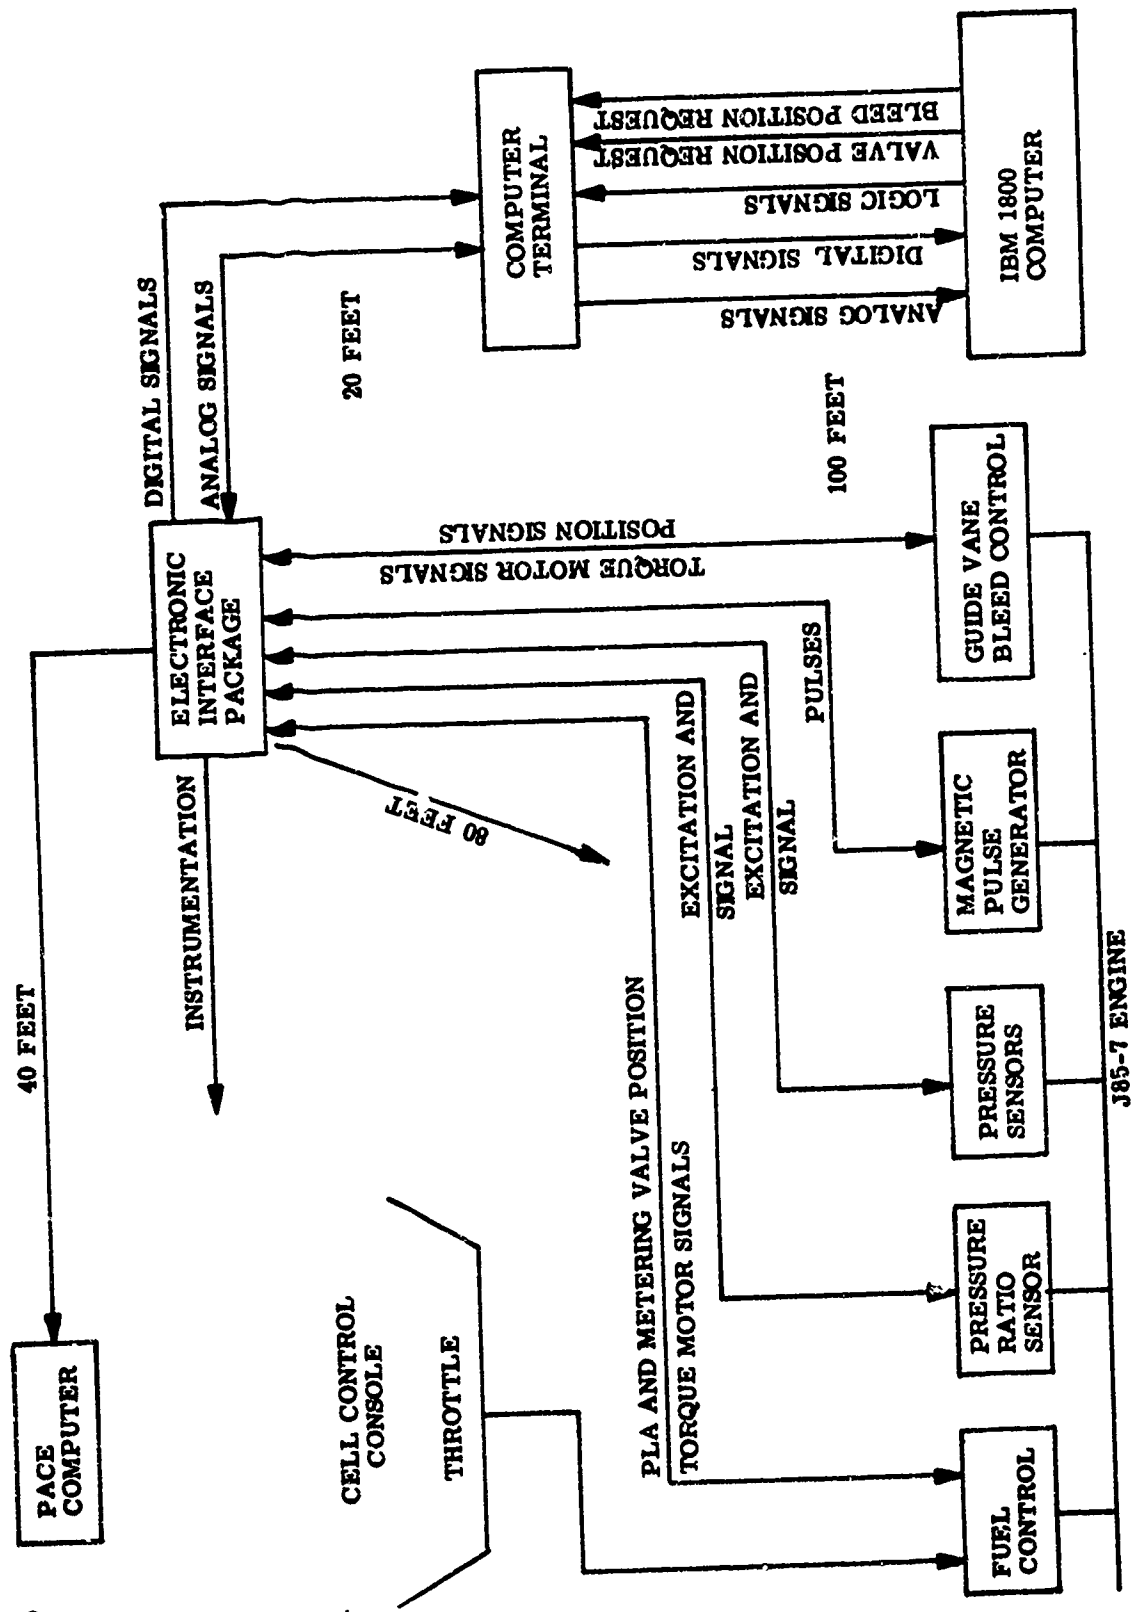 PACE
COMPUTER
40 FEET
ELECTRONIC
INTERFACE
PACKAGE
INSTRUMENTATION
DIGITAL SIGNALS
ANALOG SIGNALS
20 FEET
COMPUTER
TERMINAL
CELL CONTROL
CONSOLE
THROTTLE
80 FEET
POSITION SIGNALS
TORQUE MOTOR SIGNALS
BLEED POSITION REQUEST
VALVE POSITION REQUEST
LOGIC SIGNALS
DIGITAL SIGNALS
ANALOG SIGNALS
PLA AND METERING VALVE POSITION
TORQUE MOTOR SIGNALS
EXCITATION AND
SIGNAL
EXCITATION AND
SIGNAL
PULSES
100 FEET
FUEL
CONTROL
PRESSURE
RATIO
SENSOR
PRESSURE
SENSORS
MAGNETIC
PULSE
GENERATOR
GUIDE VANE
BLEED CONTROL
IBM 1800
COMPUTER
J85-7 ENGINE